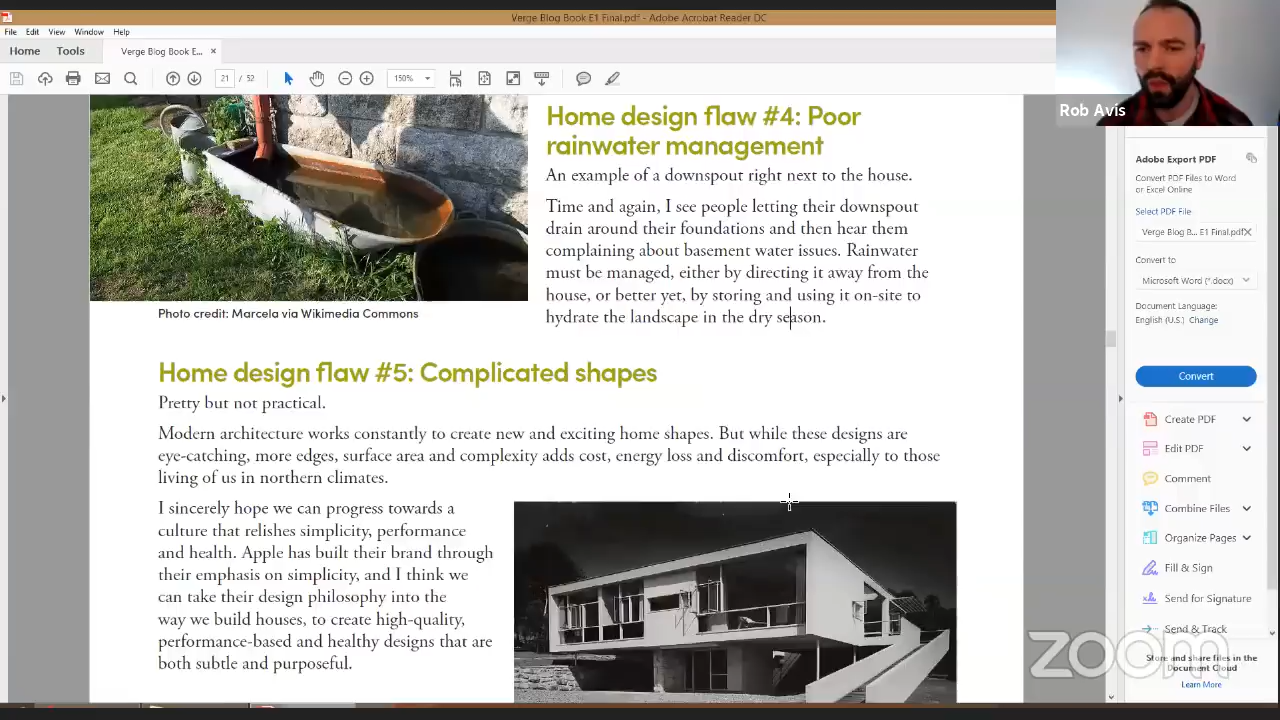 Verge Blog Book E1 Final.pdf - Adobe Acrobat Reader DC
File Edit View Window Help
Home Tools Verge Blog Book E... ×
21 / 52 150%
Rob Avis
Home design flaw #4: Poor
rainwater management
An example of a downspout right next to the house.
Time and again, I see people letting their downspout
drain around their foundations and then hear them
complaining about basement water issues. Rainwater
must be managed, either by directing it away from the
house, or better yet, by storing and using it on-site to
hydrate the landscape in the dry season.
Photo credit: Marcela via Wikimedia Commons
Home design flaw #5: Complicated shapes
Pretty but not practical.
Modern architecture works constantly to create new and exciting home shapes. But while these designs are
eye-catching, more edges, surface area and complexity adds cost, energy loss and discomfort, especially to those
living of us in northern climates.
I sincerely hope we can progress towards a
culture that relishes simplicity, performance
and health. Apple has built their brand through
their emphasis on simplicity, and I think we
can take their design philosophy into the
way we build houses, to create high-quality,
performance-based and healthy designs that are
both subtle and purposeful.
Adobe Export PDF
Convert PDF Files to Word
or Excel Online
Select PDF File
Verge Blog B... E1 Final.pdf ×
Convert to
Microsoft Word (*.docx)
Document Language:
English (U.S.) Change
Convert
Create PDF
Edit PDF
Comment
Combine Files
Organize Pages
Fill & Sign
Send for Signature
Send & Track
Store and share files in the
Document Cloud
Learn More
zoom